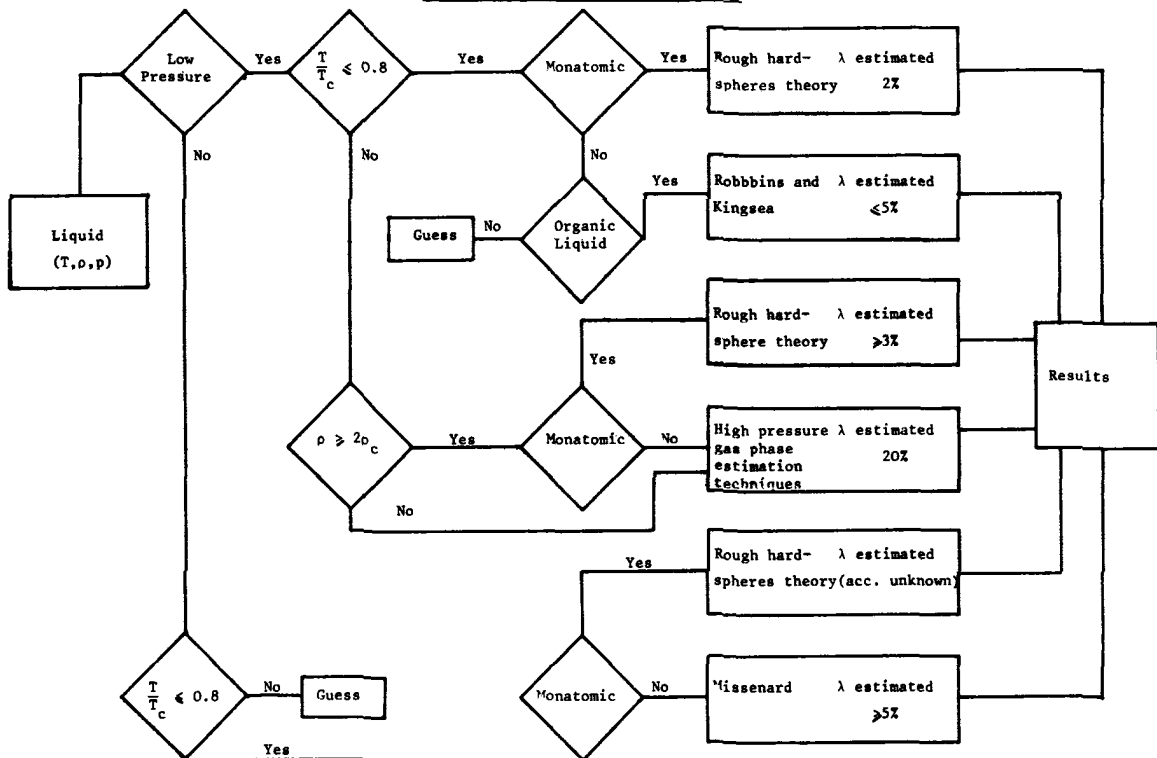 Low
Pressure
Yes
T
T c ⩽ 0.8
Yes
Monatomic
Yes
Rough hard- λ estimated
spheres theory 2%
No
No
No
Liquid
(T,ρ,p)
Guess
No
Organic
Liquid
Yes
Robbbins and λ estimated
Kingsea ⩽5%
Rough hard- λ estimated
sphere theory ⩾3%
Yes
Results
ρ ⩾ 2ρc
Yes
Monatomic
No
High pressure λ estimated
gas phase 20%
estimation
techniques
No
Rough hard- λ estimated
spheres theory(acc. unknown)
Yes
T
T c ⩽ 0.8
No
Guess
Monatomic
No
Missenard λ estimated
⩾5%
Yes